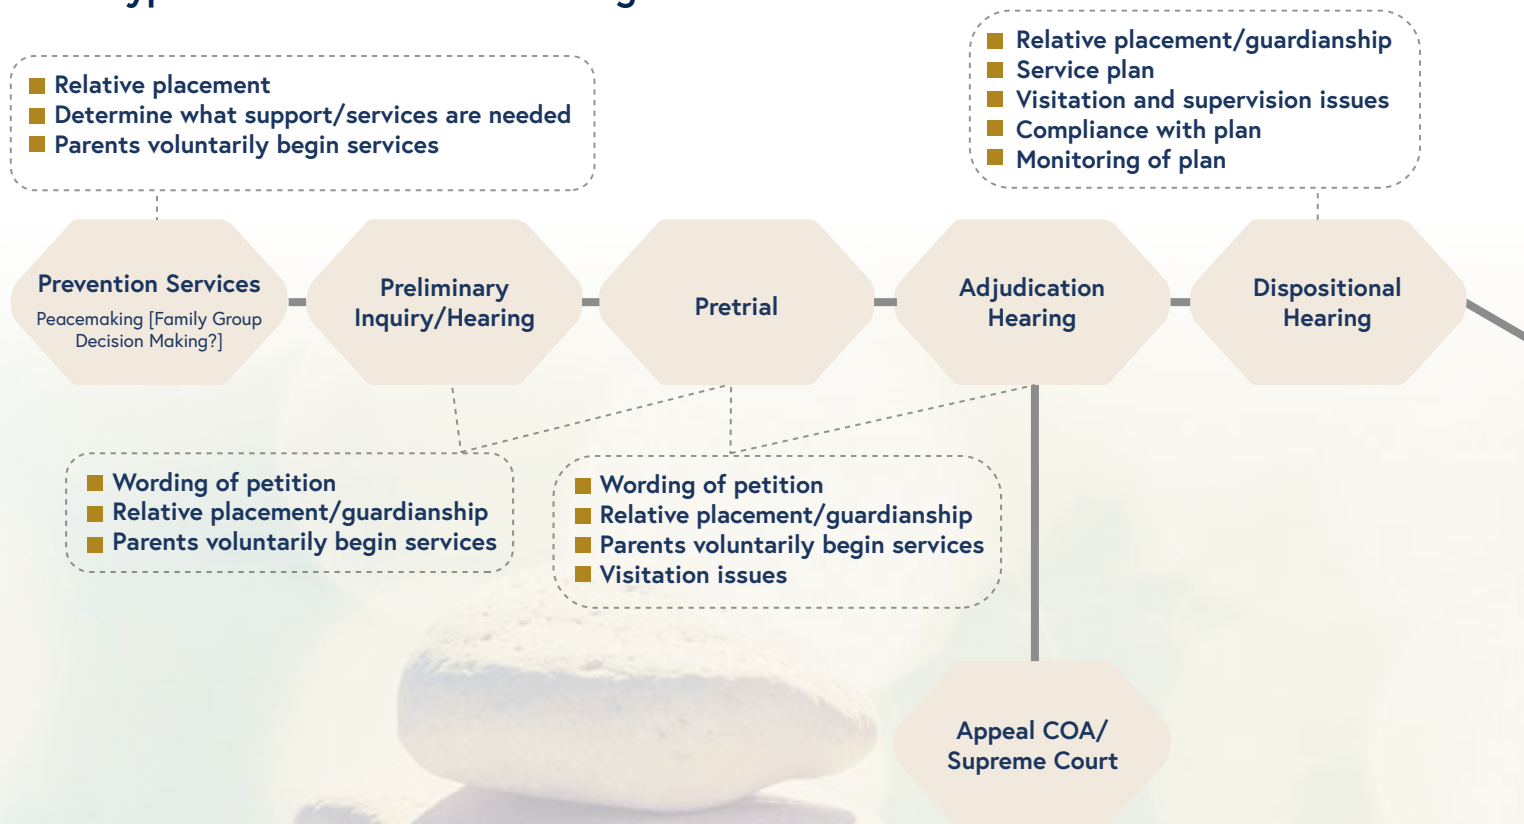 Relative placement
Determine what support/services are needed
Parents voluntarily begin services
Relative placement/guardianship
Service plan
Visitation and supervision issues
Compliance with plan
Monitoring of plan
Prevention Services
Peacemaking [Family Group
Decision Making?]
Preliminary
Inquiry/Hearing
Pretrial
Adjudication
Hearing
Dispositional
Hearing
Wording of petition
Relative placement/guardianship
Parents voluntarily begin services
Wording of petition
Relative placement/guardianship
Parents voluntarily begin services
Visitation issues
Appeal COA/
Supreme Court